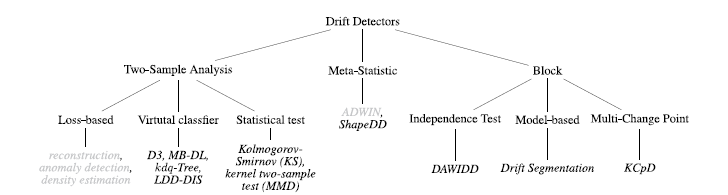 Drift Detectors
Two-Sample Analysis
Meta-Statistic
Block
Loss-based
Virtutal classfier
Statistical test
ADWIN,
ShapeDD
Independence Test
Model-based
Multi-Change Point
reconstruction,
anomaly detection,
density estimation
D3, MB-DL,
kdq-Tree,
LDD-DIS
Kolmogorov-
Smirnov (KS),
kernel two-sample
test (MMD)
DAWIDD
Drift Segmentation
KCpD